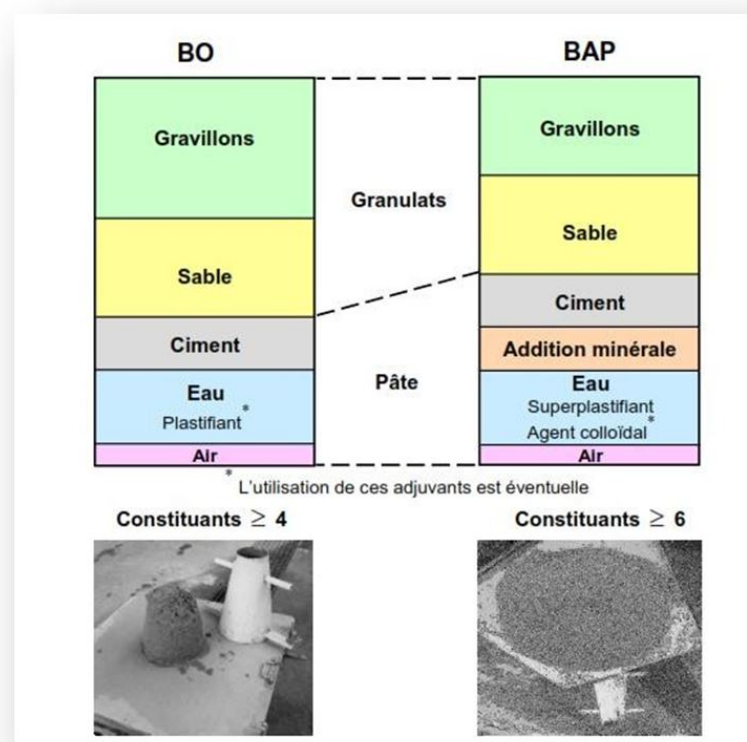 BO
BAP
Gravillons
Gravillons
Granulats
Sable
Sable
Ciment
Ciment
Addition minérale
Pâte
Eau
Plastifiant*
Eau
Superplastifiant
Agent colloïdal*
Air
Air
* L'utilisation de ces adjuvants est éventuelle
Constituants ≥ 4
Constituants ≥ 6